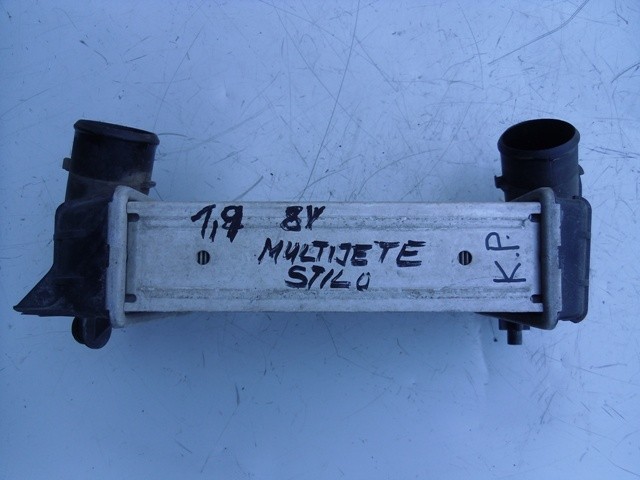 1,9 8V
MULTIJETE
STILO
K.P.